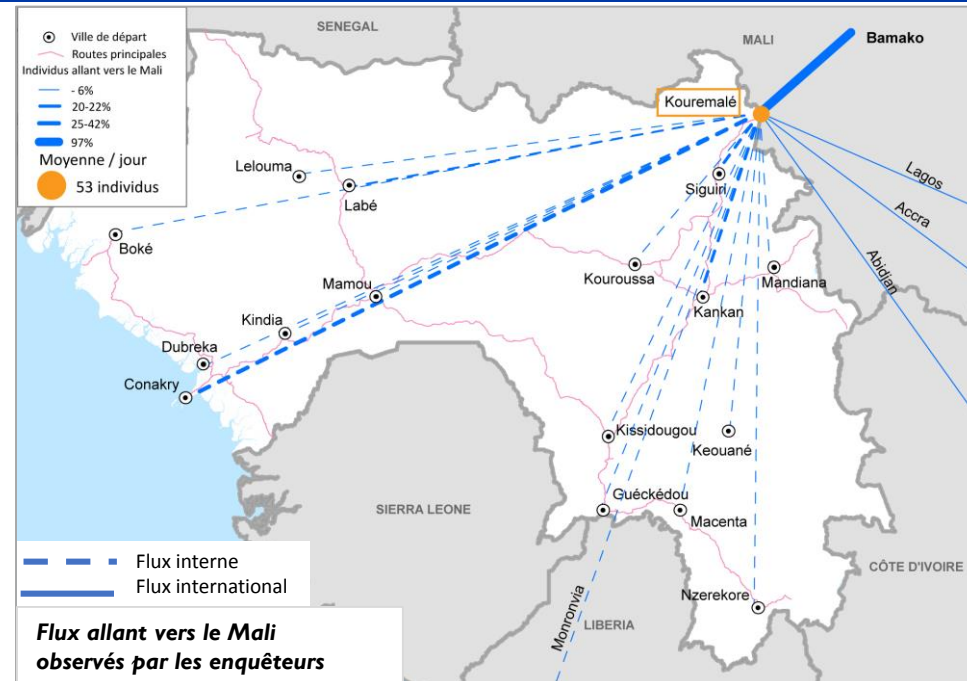 Ville de départ
Routes principales
Individus allant vers le Mali
- 6%
20-22%
25-42%
97%
Moyenne / jour
53 individus
SENEGAL
MALI
Bamako
Kouremalé
Lelouma
Labé
Siguiri
Lagos
Accra
Abidian
Boké
Kouroussa
Mandiana
Mamou
Kankan
Kindia
Dubreka
Conakry
Kissidougou
Keouané
Guéckédou
Macenta
SIERRA LEONE
CÔTE D'IVOIRE
Nzerekore
LIBERIA
Monronvia
Flux interne
Flux international
Flux allant vers le Mali
observés par les enquêteurs